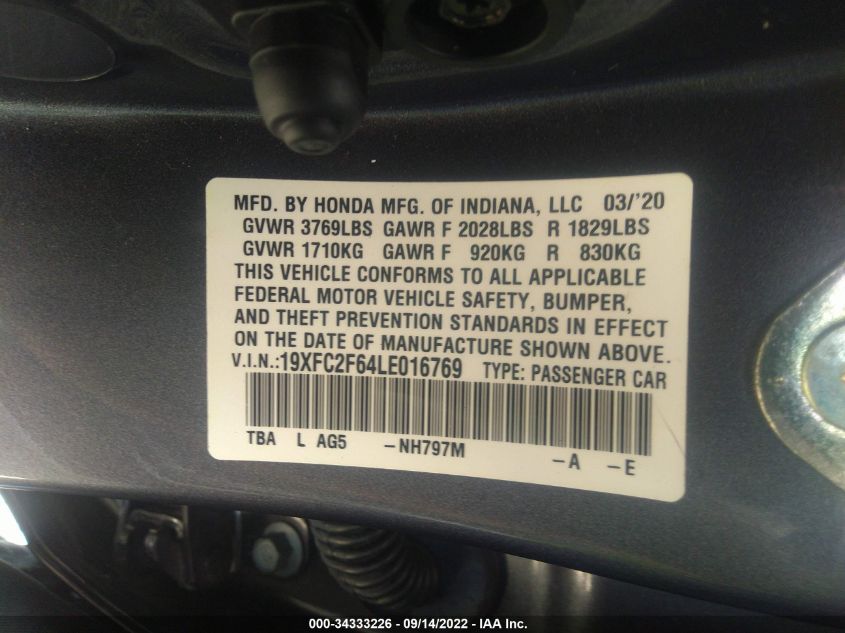 MFD. BY HONDA MFG. OF INDIANA, LLC 03/'20
GVWR 3769LBS GAWR F 2028LBS R 1829LBS
GVWR 1710KG GAWR F 920KG R 830KG
THIS VEHICLE CONFORMS TO ALL APPLICABLE
FEDERAL MOTOR VEHICLE SAFETY, BUMPER,
AND THEFT PREVENTION STANDARDS IN EFFECT
ON THE DATE OF MANUFACTURE SHOWN ABOVE.
V.I.N.:19XFC2F64LE016769 TYPE: PASSENGER CAR
TBA L AG5 -NH797M -A -E
000-34333226 - 09/14/2022 - IAA Inc.